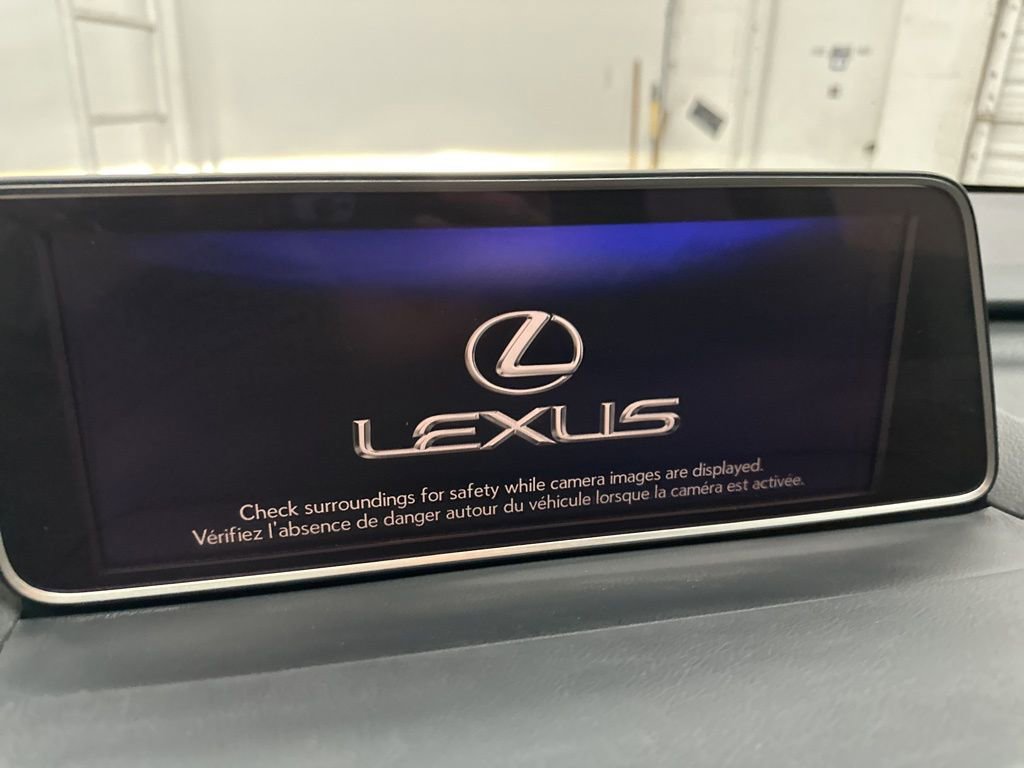 LEXUS
Check surroundings for safety while camera images are displayed.
Vérifiez l'absence de danger autour du véhicule lorsque la caméra est activée.